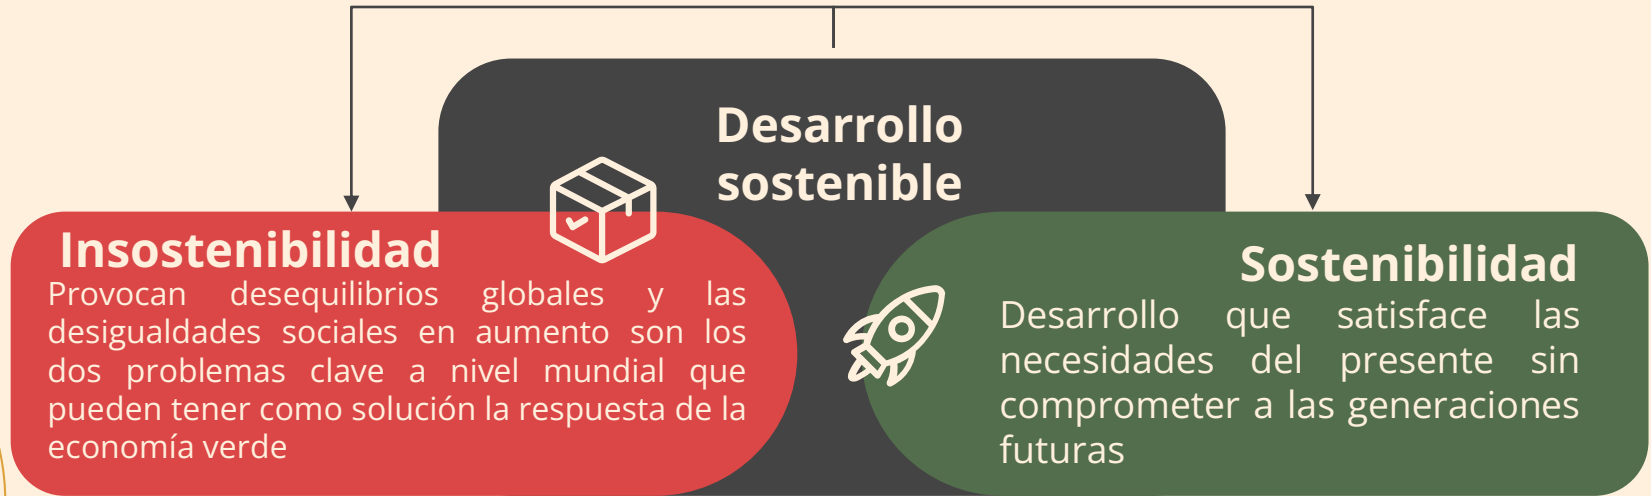 Desarrollo
sostenible
Insostenibilidad
Provocan desequilibrios globales y las
desigualdades sociales en aumento son los
dos problemas clave a nivel mundial que
pueden tener como solución la respuesta de la
economía verde
Sostenibilidad
Desarrollo que satisface las
necesidades del presente sin
comprometer a las generaciones
futuras